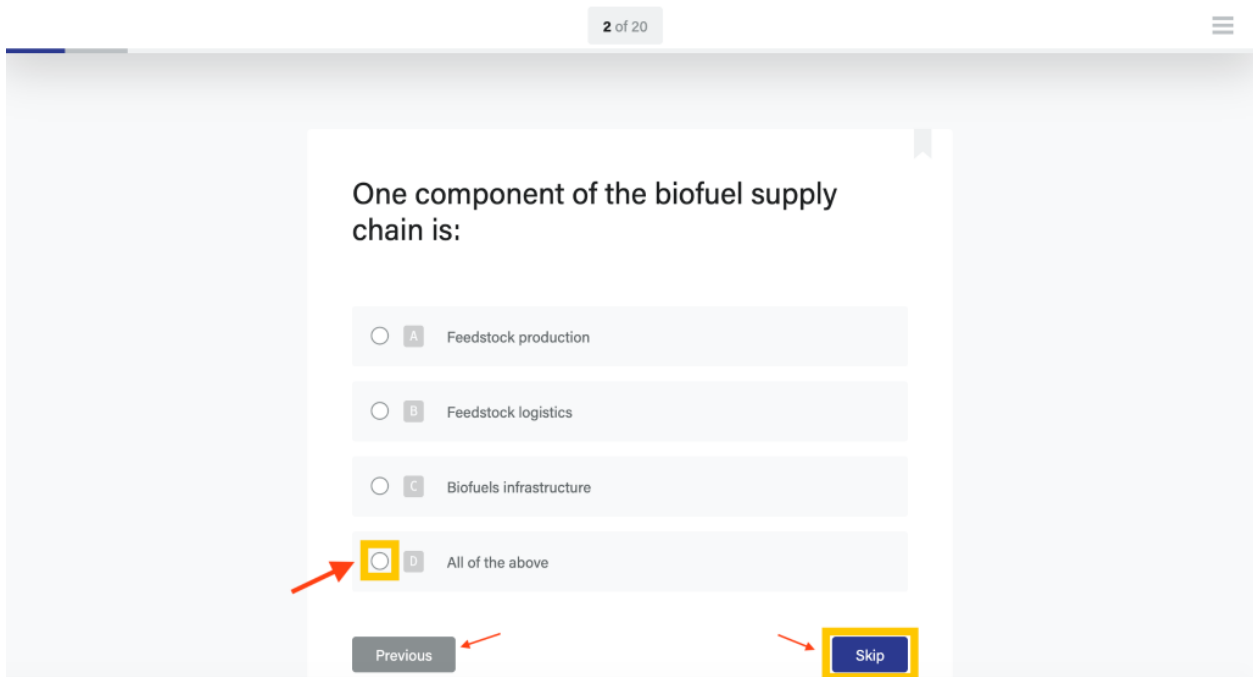 2 of 20
One component of the biofuel supply
chain is:
A Feedstock production
B Feedstock logistics
C Biofuels infrastructure
D All of the above
Previous Skip